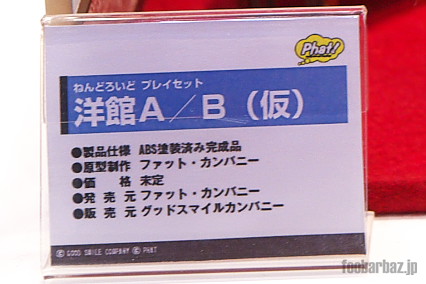 Phat!
ねんどろいど プレイセット
洋館A／B（仮）
●製品仕様 ABS塗装済み完成品
●原型制作 ファット・カンパニー
●価　　格 未定
●発 売 元 ファット・カンパニー
●販 売 元 グッドスマイルカンパニー
© GOOD SMILE COMPANY © PHAT
foobarbaz.jp